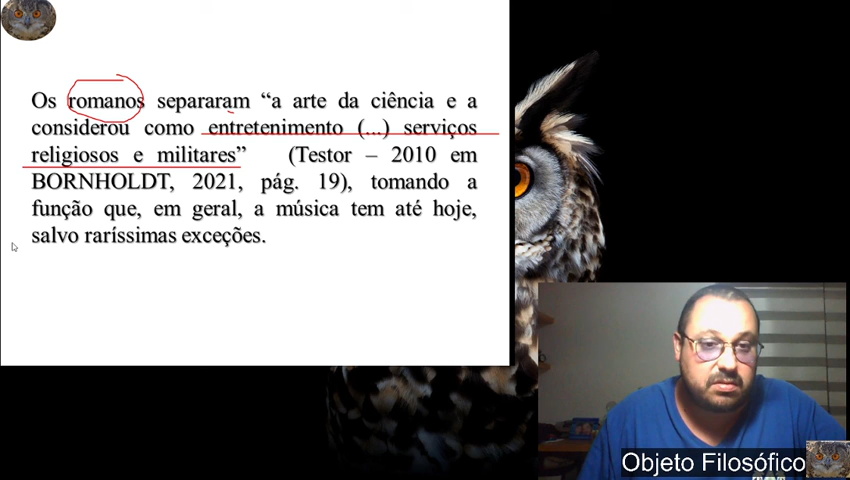 Os romanos separaram “a arte da ciência e a
considerou como entretenimento (...) serviços
religiosos e militares” (Testor – 2010 em
BORNHOLDT, 2021, pág. 19), tomando a
função que, em geral, a música tem até hoje,
salvo raríssimas exceções.
Objeto Filosófico